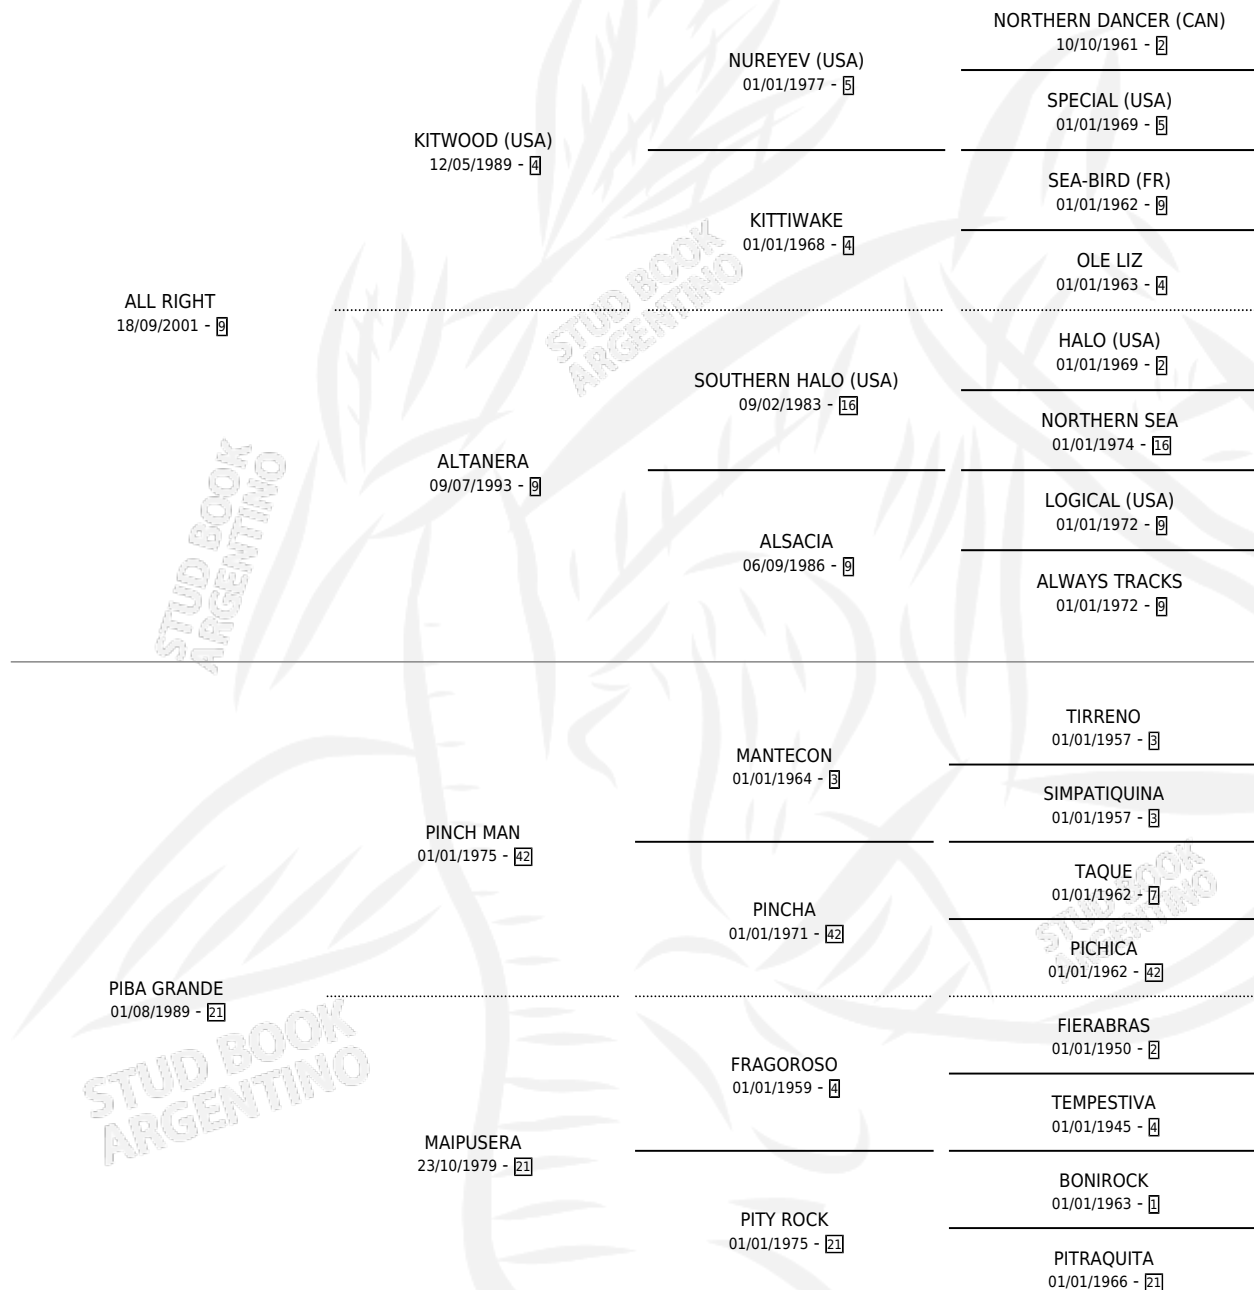 NORTHERN DANCER (CAN)
10/10/1961 - 2
NUREYEV (USA)
01/01/1977 - 5
SPECIAL (USA)
01/01/1969 - 5
KITWOOD (USA)
12/05/1989 - 4
SEA-BIRD (FR)
01/01/1962 - 9
KITTIWAKE
01/01/1968 - 4
OLE LIZ
01/01/1963 - 4
ALL RIGHT
18/09/2001 - 9
STUD BOOK
ARGENTINO
HALO (USA)
01/01/1969 - 2
SOUTHERN HALO (USA)
09/02/1983 - 16
NORTHERN SEA
01/01/1974 - 16
ALTANERA
09/07/1993 - 9
LOGICAL (USA)
01/01/1972 - 9
ALSACIA
06/09/1986 - 9
ALWAYS TRACKS
01/01/1972 - 9
STUD BOOK
ARGENTINO
TIRRENO
01/01/1957 - 3
MANTECON
01/01/1964 - 3
SIMPATIQUINA
01/01/1957 - 3
PINCH MAN
01/01/1975 - 42
TAQUE
01/01/1962 - 7
PINCHA
01/01/1971 - 42
STUD BOOK
ARGENTINO
PICHICA
01/01/1962 - 42
PIBA GRANDE
01/08/1989 - 21
STUD BOOK
ARGENTINO
FIERABRAS
01/01/1950 - 2
FRAGOROSO
01/01/1959 - 4
TEMPESTIVA
01/01/1945 - 4
MAIPUSERA
23/10/1979 - 21
BONIROCK
01/01/1963 - 1
PITY ROCK
01/01/1975 - 21
PITRAQUITA
01/01/1966 - 21